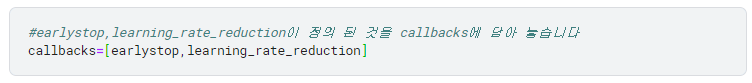 #earlystop,learning_rate_reduction이 정의 된 것을 callbacks에 담아 놓습니다
callbacks=[earlystop,learning_rate_reduction]